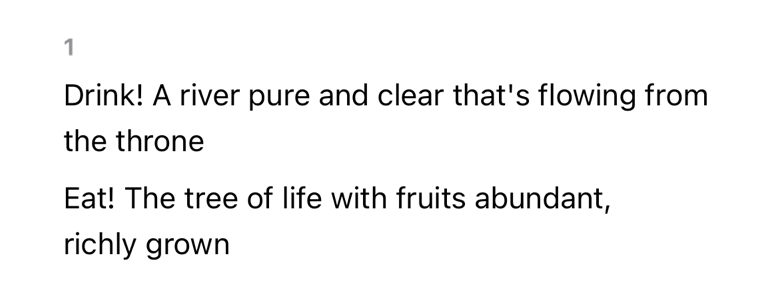 1
Drink! A river pure and clear that's flowing from
the throne
Eat! The tree of life with fruits abundant,
richly grown